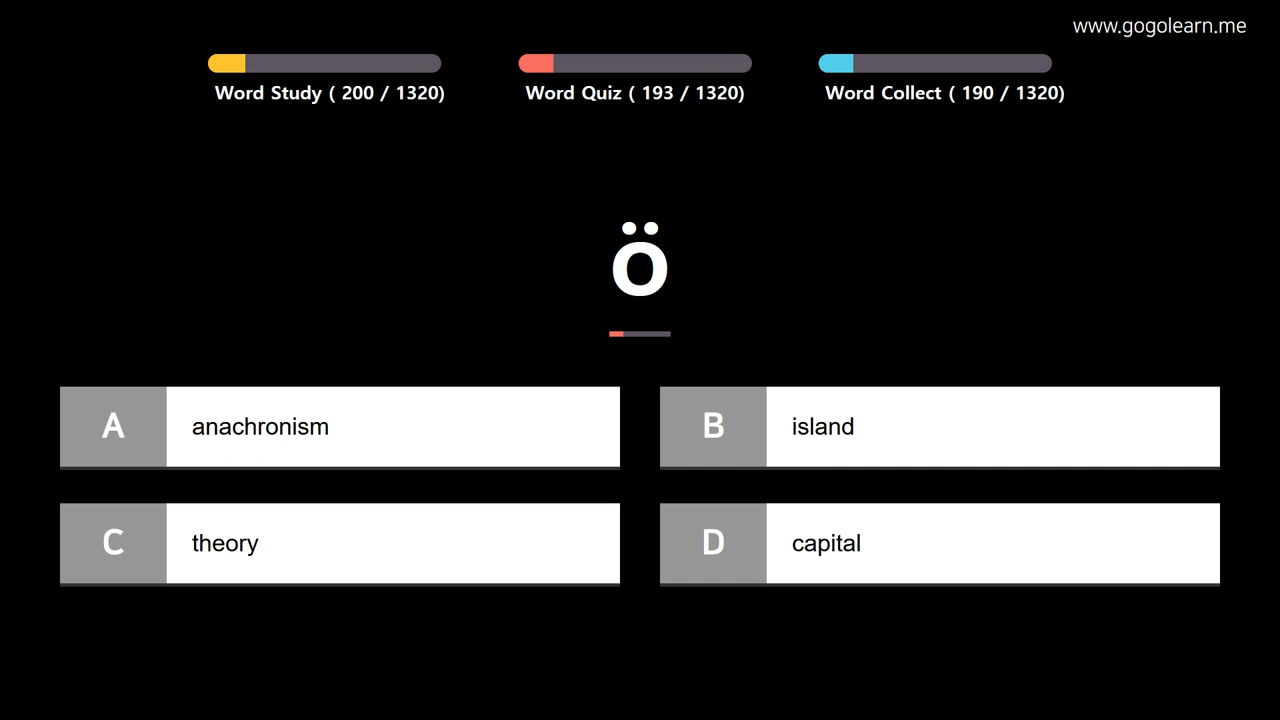 www.gogolearn.me
Word Study ( 200 / 1320)
Word Quiz ( 193 / 1320)
Word Collect ( 190 / 1320)
ö
A anachronism
B island
C theory
D capital